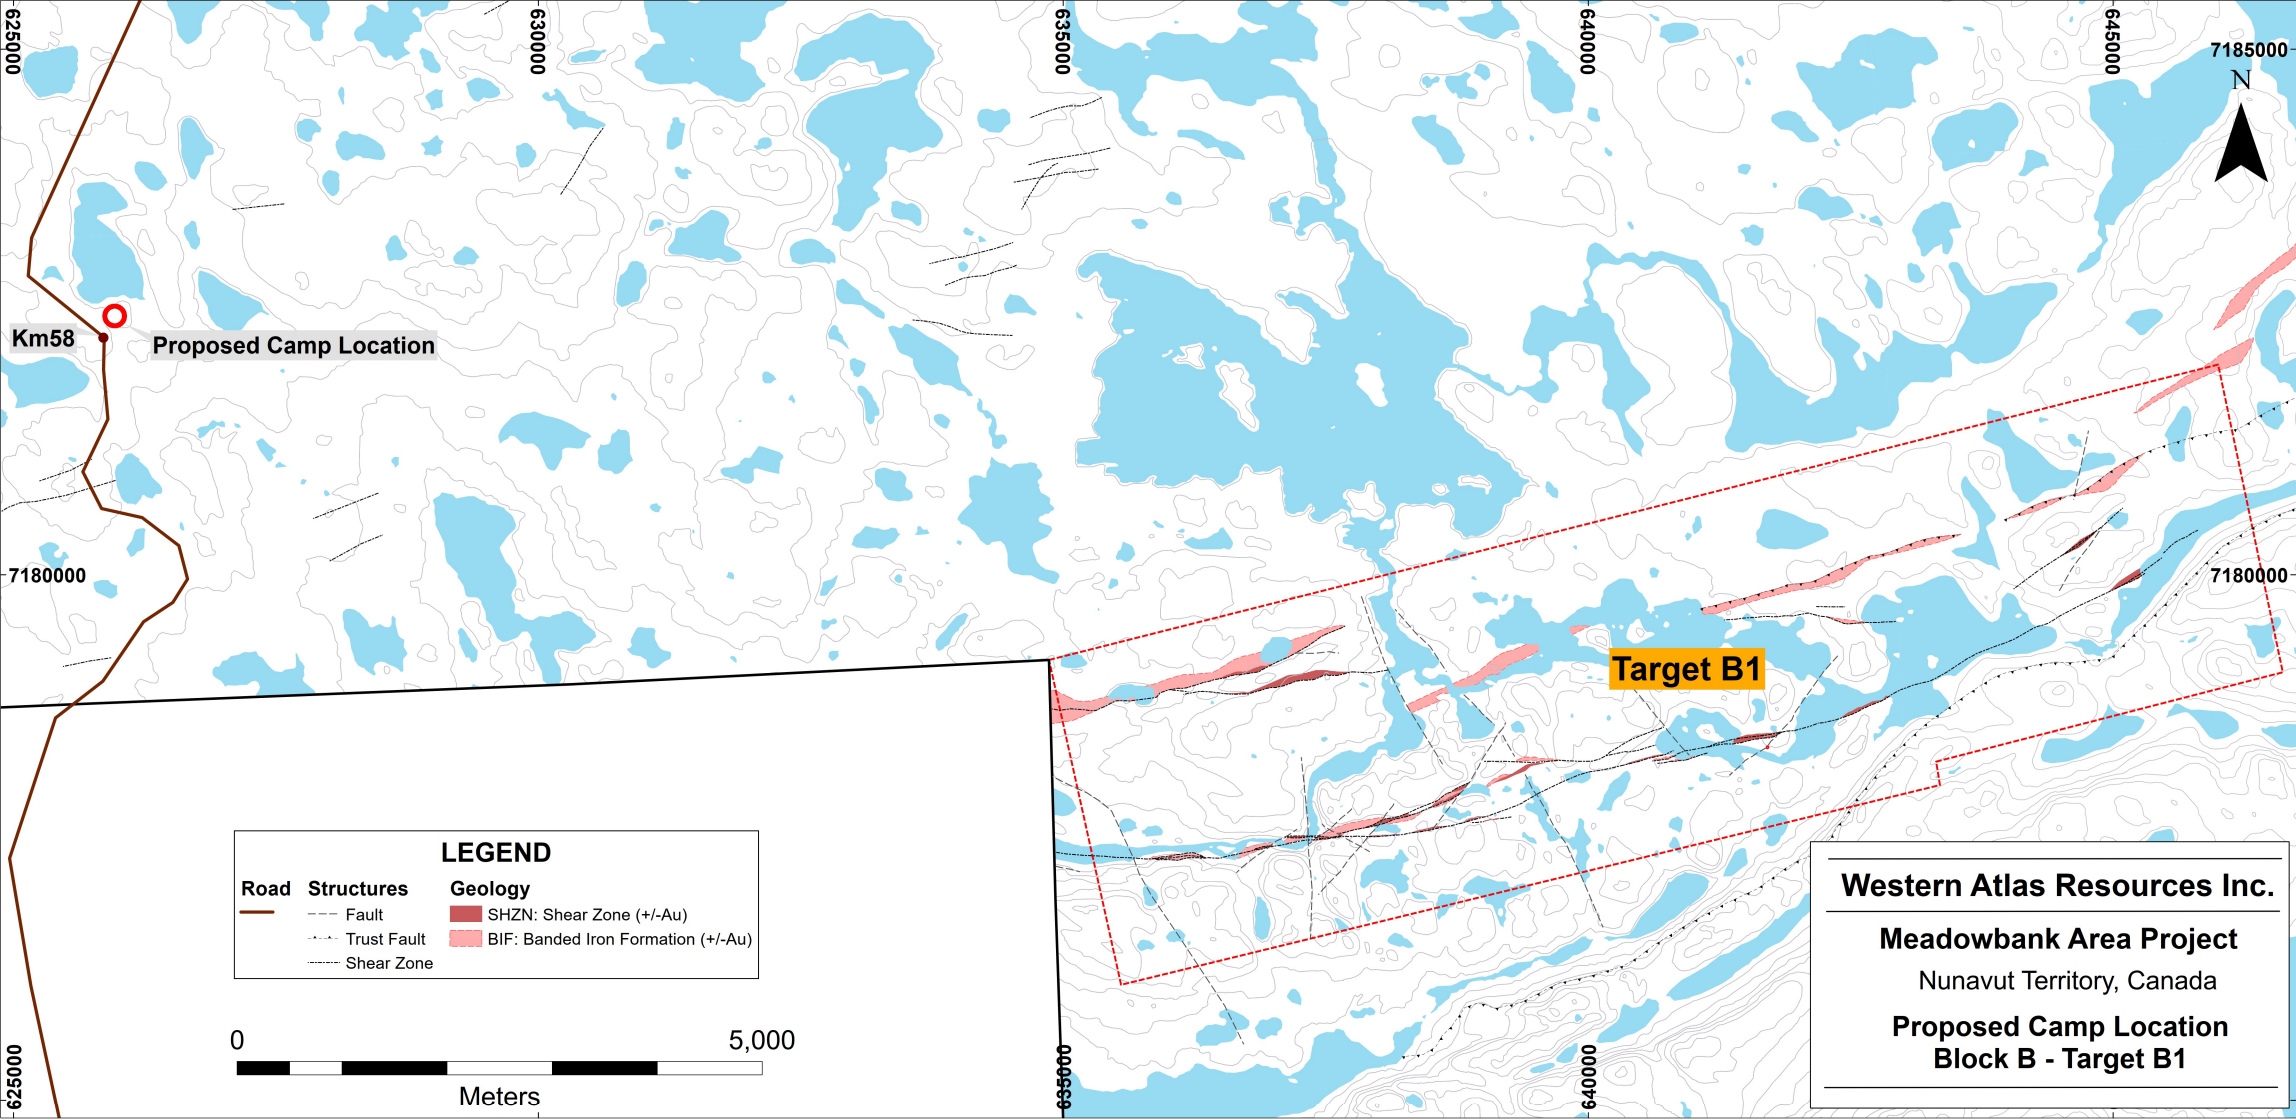 625000
630000
635000
640000
645000
7185000
N
Km58
Proposed Camp Location
7180000
7180000
Target B1
LEGEND
Road
Structures
Geology
Fault
SHZN: Shear Zone (+/-Au)
Trust Fault
BIF: Banded Iron Formation (+/-Au)
Shear Zone
0
5,000
Meters
625000
635000
640000
Western Atlas Resources Inc.
Meadowbank Area Project
Nunavut Territory, Canada
Proposed Camp Location
Block B - Target B1